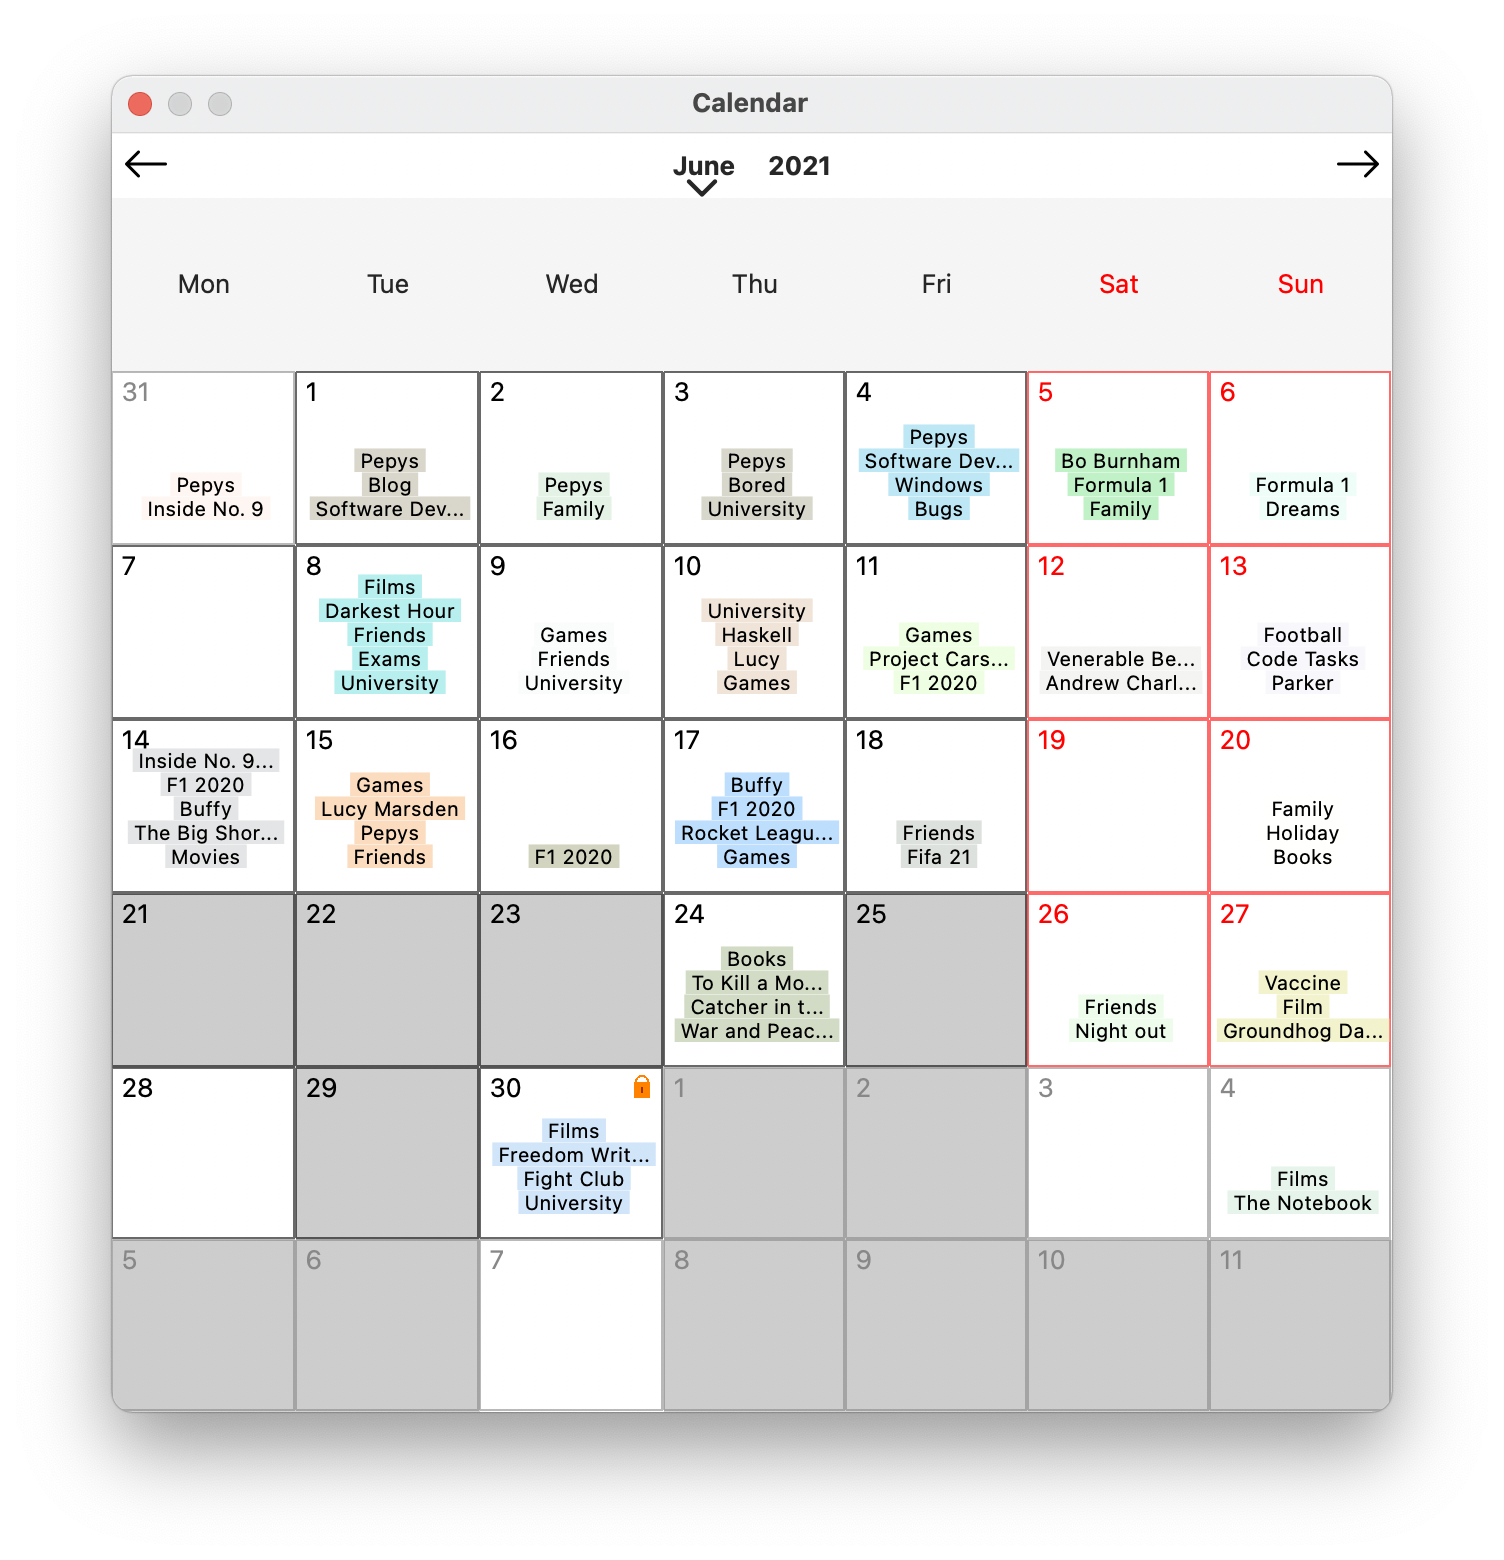 Calendar
June 2021
Mon Tue Wed Thu Fri Sat Sun
31
Pepys
Inside No. 9
1
Pepys
Blog
Software Dev...
2
Pepys
Family
3
Pepys
Bored
University
4
Pepys
Software Dev...
Windows
Bugs
5
Bo Burnham
Formula 1
Family
6
Formula 1
Dreams
7
8
Films
Darkest Hour
Friends
Exams
University
9
Games
Friends
University
10
University
Haskell
Lucy
Games
11
Games
Project Cars...
F1 2020
12
Venerable Be...
Andrew Charl...
13
Football
Code Tasks
Parker
14
Inside No. 9...
F1 2020
Buffy
The Big Shor...
Movies
15
Games
Lucy Marsden
Pepys
Friends
16
F1 2020
17
Buffy
F1 2020
Rocket Leagu...
Games
18
Friends
Fifa 21
19
20
Family
Holiday
Books
21
22
23
24
Books
To Kill a Mo...
Catcher in t...
War and Peac...
25
26
Friends
Night out
27
Vaccine
Film
Groundhog Da...
28
29
30
Films
Freedom Writ...
Fight Club
University
1
2
3
4
Films
The Notebook
5
6
7
8
9
10
11